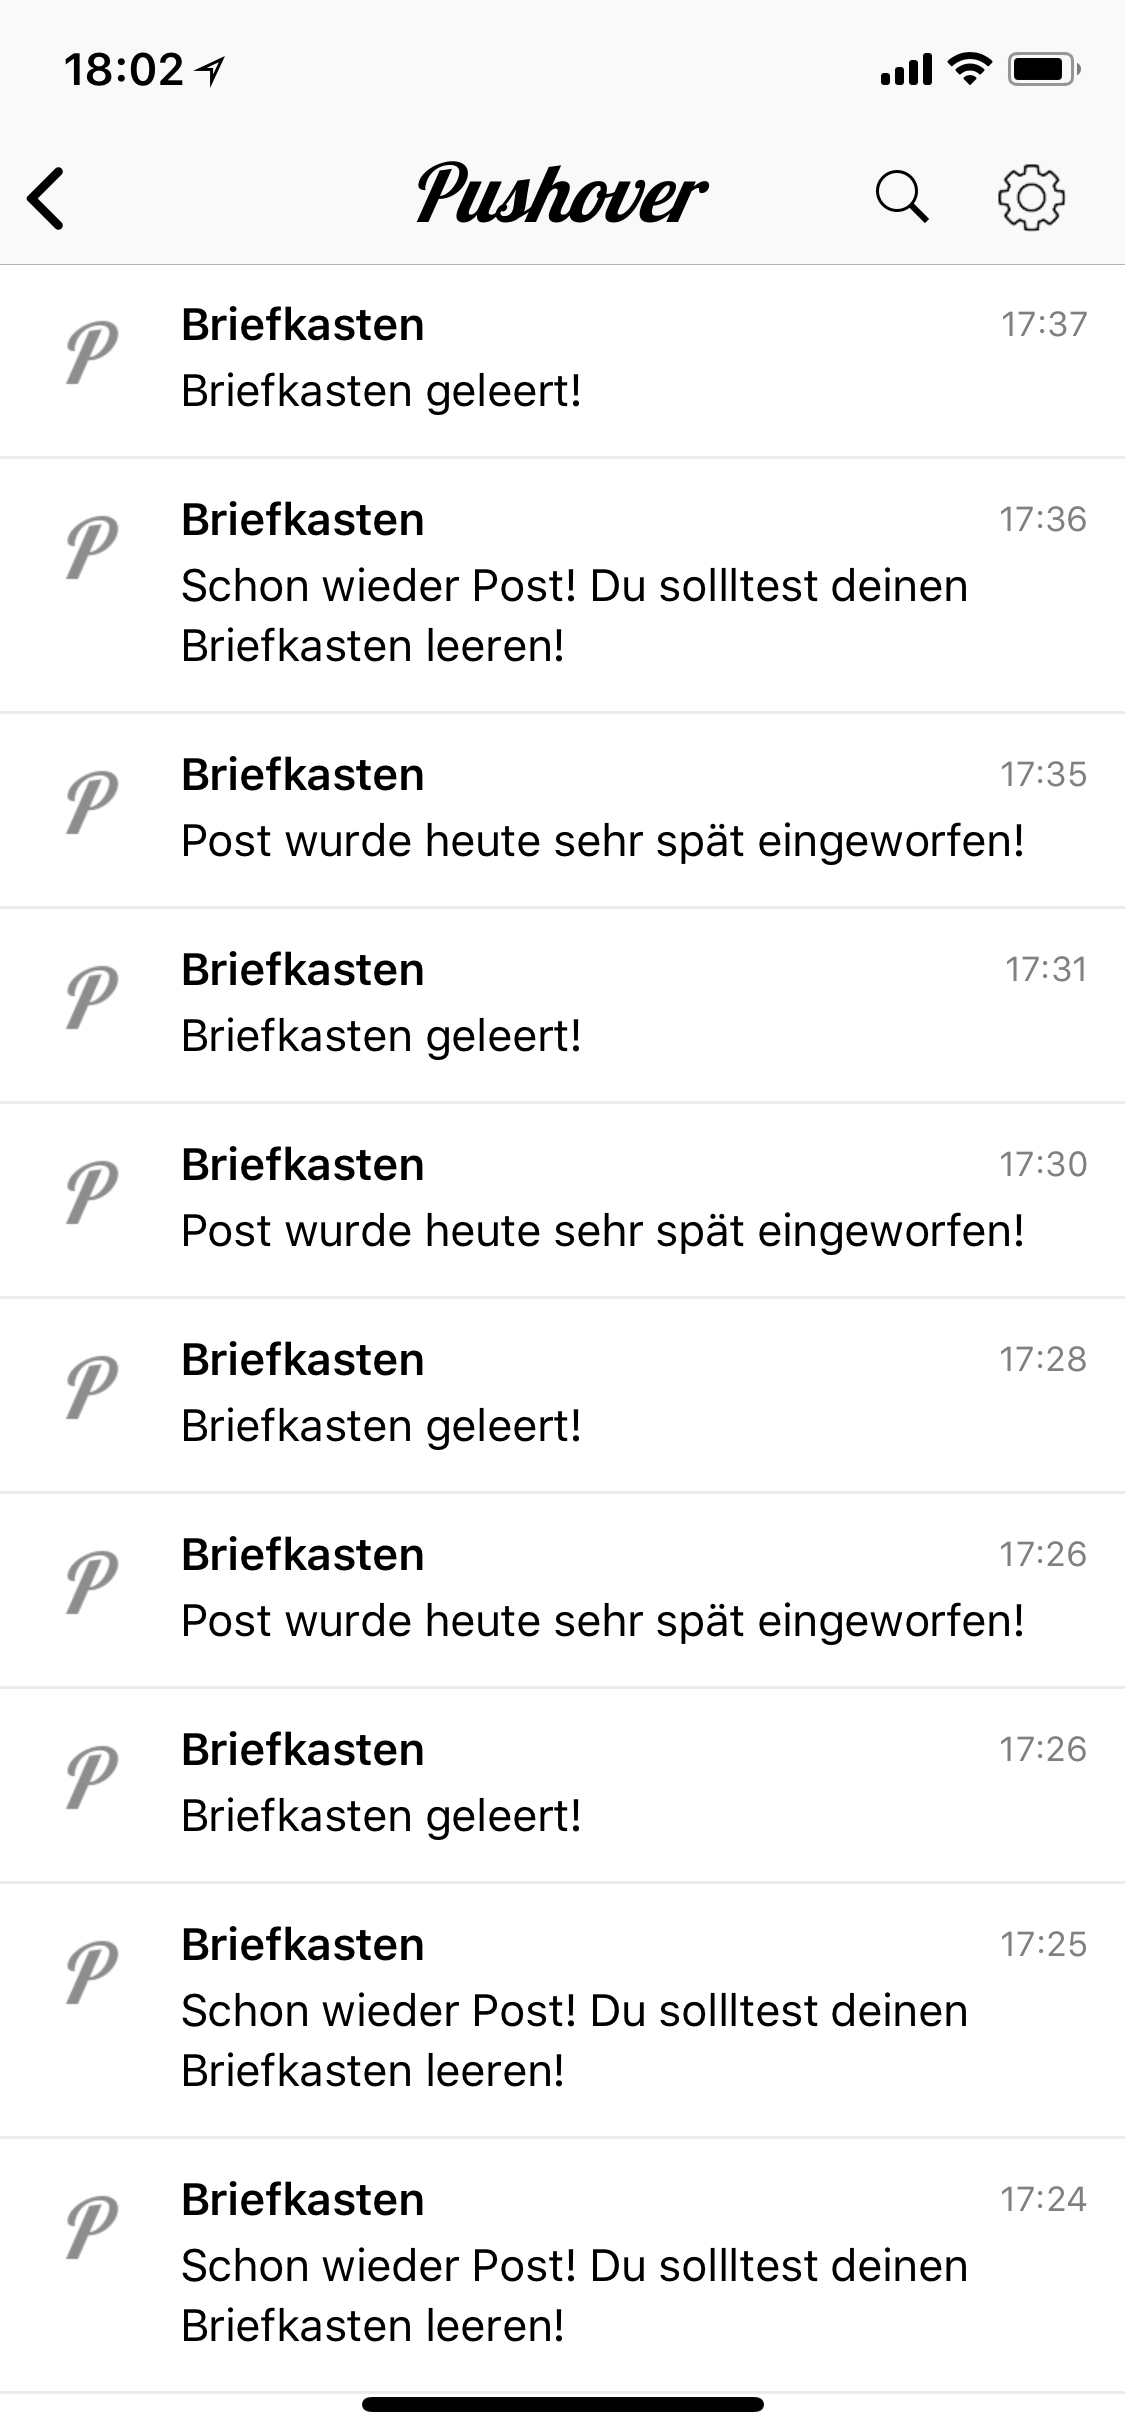 18:02
Pushover
Briefkasten 17:37
Briefkasten geleert!
Briefkasten 17:36
Schon wieder Post! Du sollltest deinen
Briefkasten leeren!
Briefkasten 17:35
Post wurde heute sehr spät eingeworfen!
Briefkasten 17:31
Briefkasten geleert!
Briefkasten 17:30
Post wurde heute sehr spät eingeworfen!
Briefkasten 17:28
Briefkasten geleert!
Briefkasten 17:26
Post wurde heute sehr spät eingeworfen!
Briefkasten 17:26
Briefkasten geleert!
Briefkasten 17:25
Schon wieder Post! Du sollltest deinen
Briefkasten leeren!
Briefkasten 17:24
Schon wieder Post! Du sollltest deinen
Briefkasten leeren!